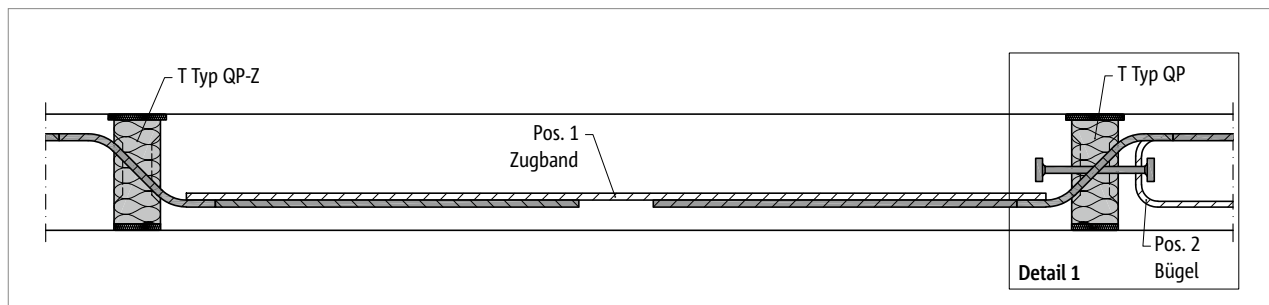 T Typ QP-Z
Pos. 1
Zugband
T Typ QP
Pos. 2
Bügel
Detail 1